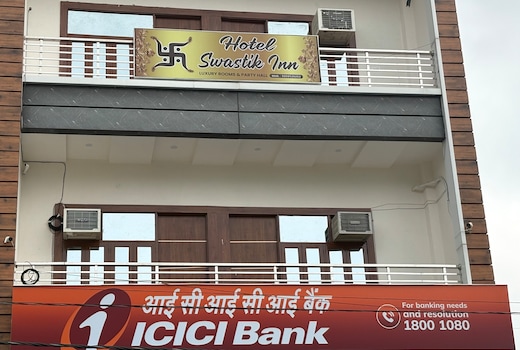 Hotel
Swastik Inn
LUXURY ROOMS & PARTY HALL
आई सी आई सी आई बैंक
ICICI Bank
For banking needs
and resolution
1800 1080